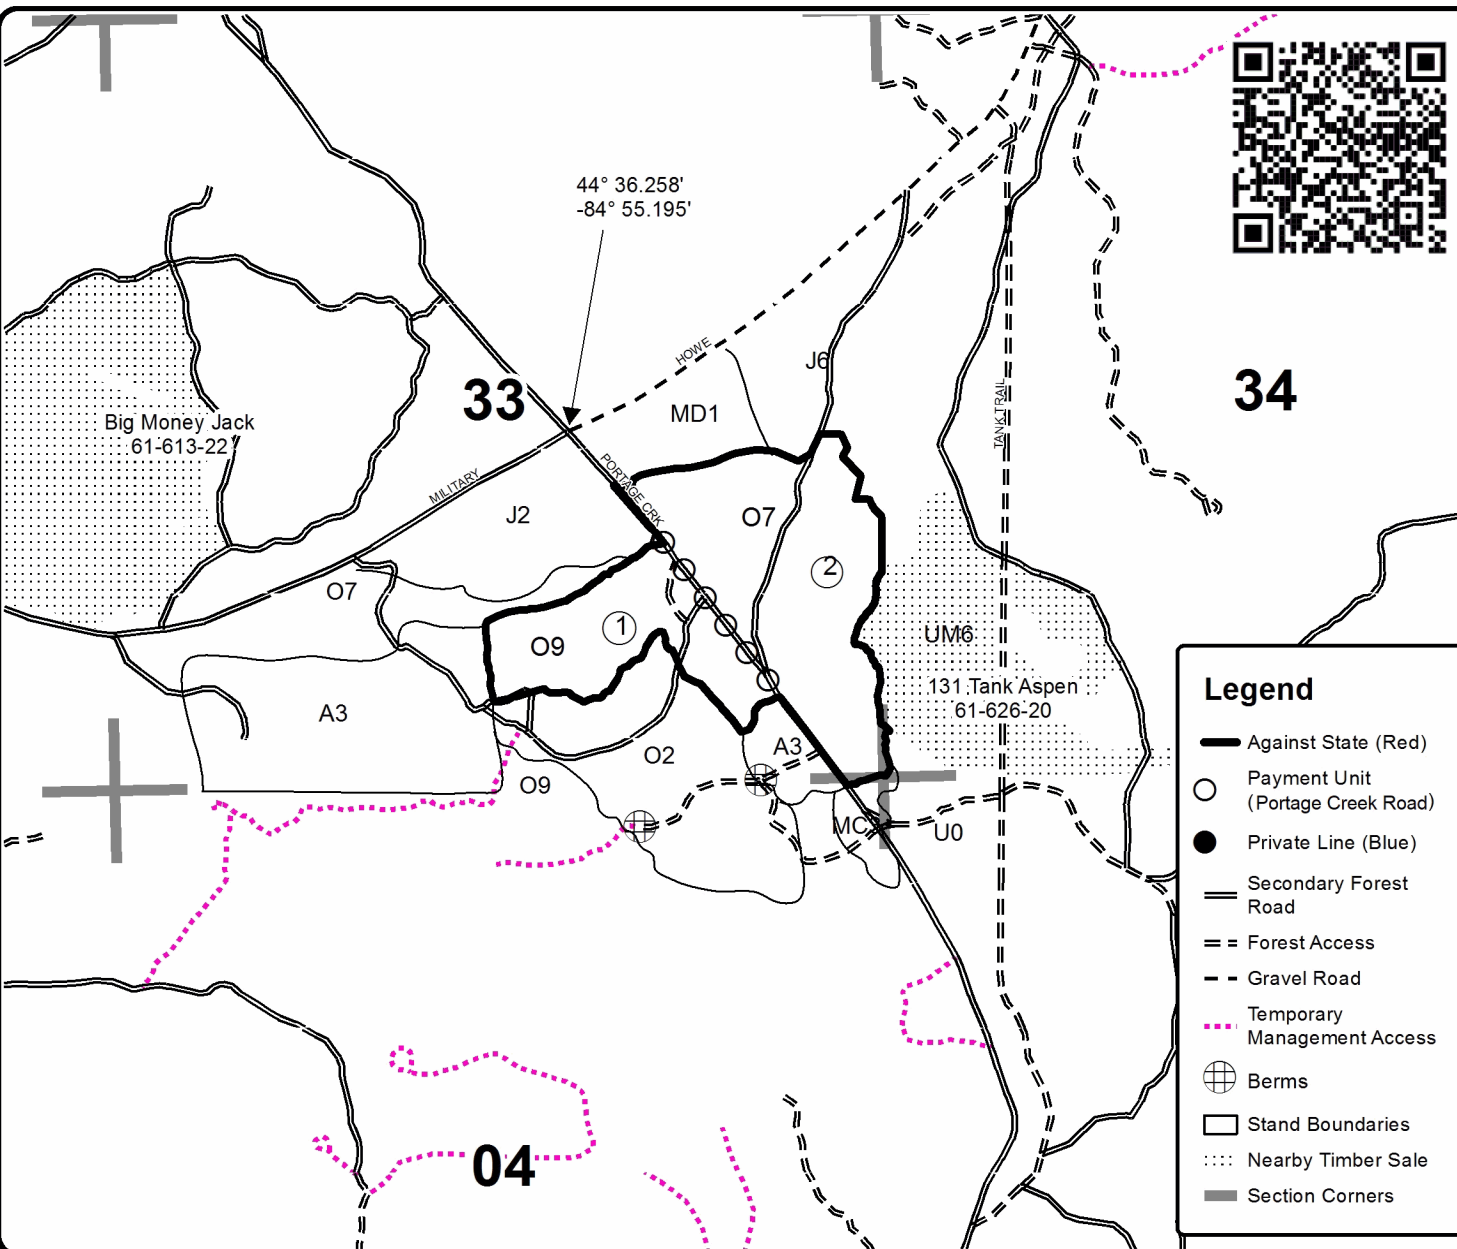 44° 36.258'
-84° 55.195'
HOWE
J6
33
34
MD1
TANKTRAIL
Big Money Jack
61-613-22
MILITARY
PORTAGE CRK
J2
O7
2
O7
1
O9
UM6
131 Tank Aspen
61-626-20
A3
O2
A3
O9
MC
U0
04
Legend
Against State (Red)
Payment Unit
(Portage Creek Road)
Private Line (Blue)
Secondary Forest
Road
Forest Access
Gravel Road
Temporary
Management Access
Berms
Stand Boundaries
Nearby Timber Sale
Section Corners